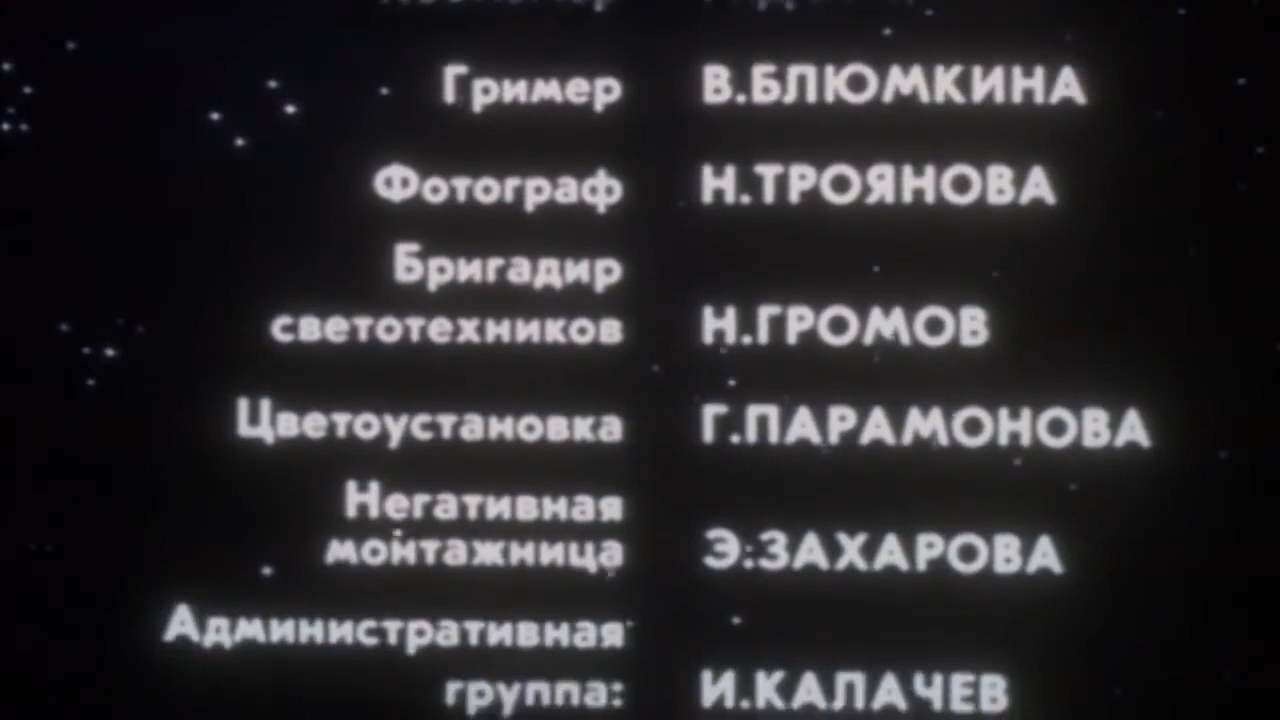 Гример В.БЛЮМКИНА
Фотограф Н.ТРОЯНОВА
Бригадир
светотехников Н.ГРОМОВ
Цветоустановка Г.ПАРАМОНОВА
Негативная
монтажница Э.ЗАХАРОВА
Административная
группа: И.КАЛАЧЕВ